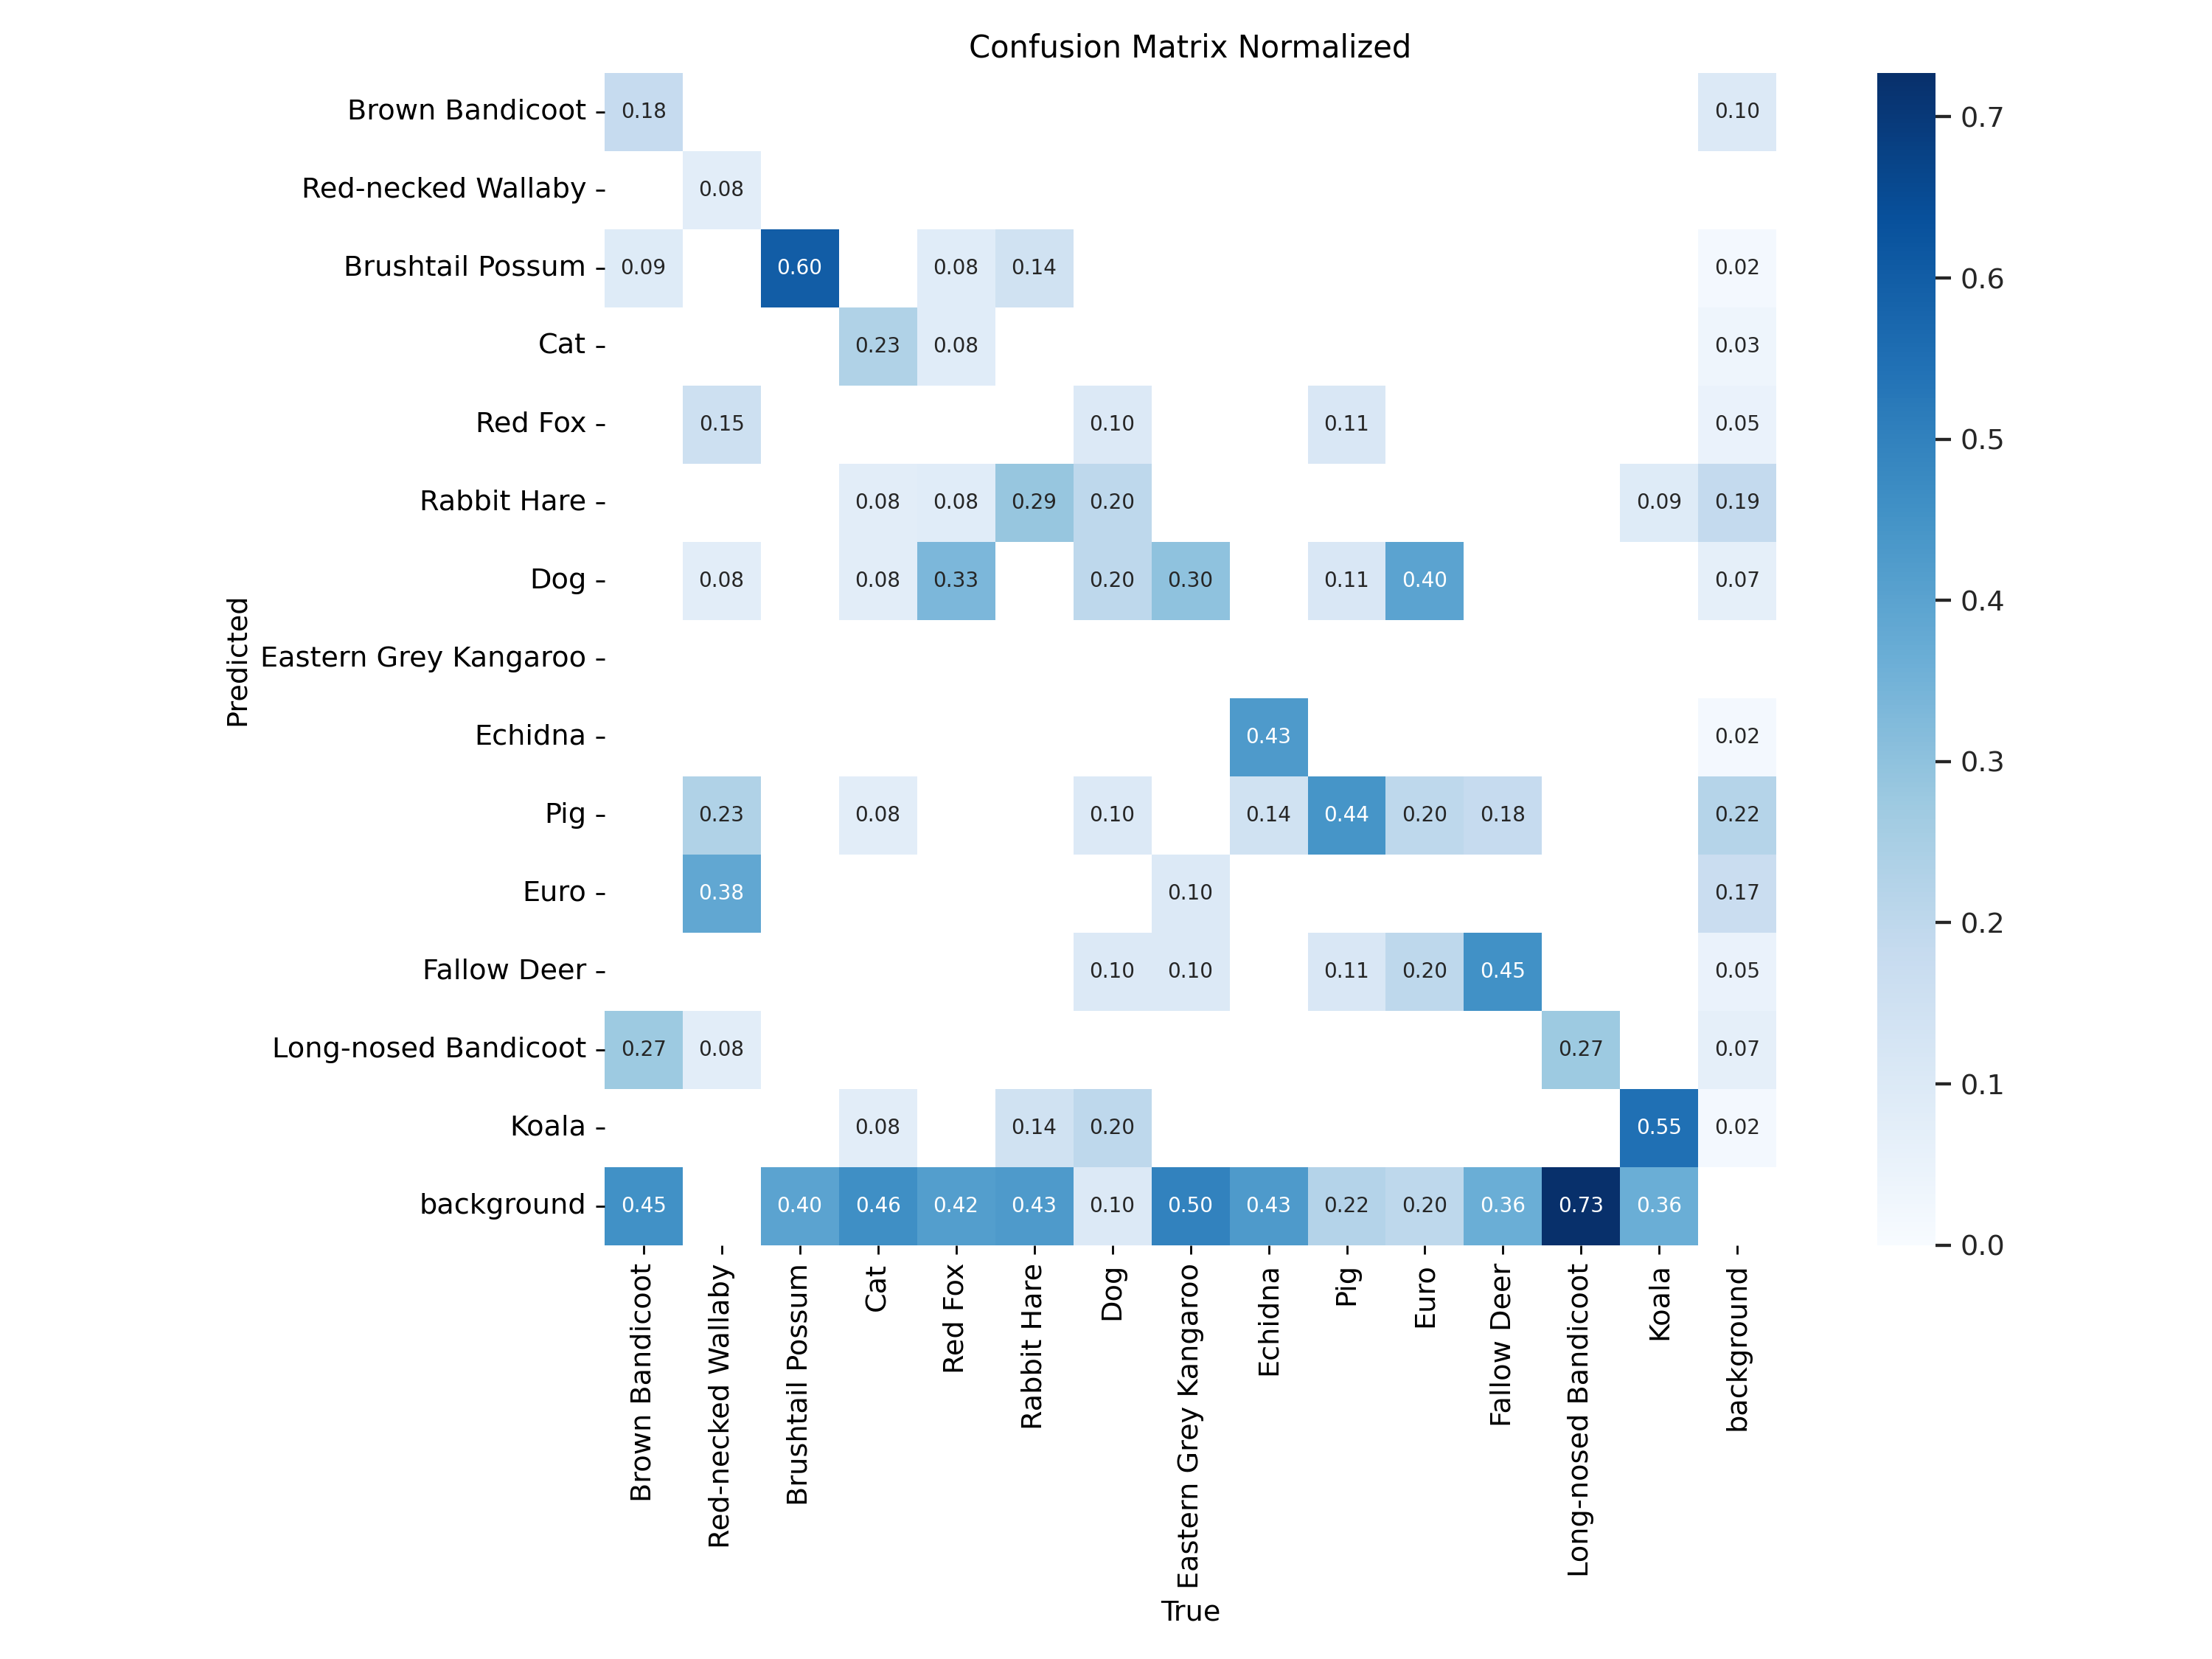 Confusion Matrix Normalized
Brown Bandicoot 0.18 0.10
Red-necked Wallaby 0.08
Brushtail Possum 0.09 0.60 0.08 0.14 0.02
Cat 0.23 0.08 0.03
Red Fox 0.15 0.10 0.11 0.05
Rabbit Hare 0.08 0.08 0.29 0.20 0.09 0.19
Dog 0.08 0.08 0.33 0.20 0.30 0.11 0.40 0.07
Eastern Grey Kangaroo
Echidna 0.43 0.02
Pig 0.23 0.08 0.10 0.14 0.44 0.20 0.18 0.22
Euro 0.38 0.10 0.17
Fallow Deer 0.10 0.10 0.11 0.20 0.45 0.05
Long-nosed Bandicoot 0.27 0.08 0.27 0.07
Koala 0.08 0.14 0.20 0.55 0.02
background 0.45 0.40 0.46 0.42 0.43 0.10 0.50 0.43 0.22 0.20 0.36 0.73 0.36
Predicted
Brown Bandicoot
Red-necked Wallaby
Brushtail Possum
Cat
Red Fox
Rabbit Hare
Dog
Eastern Grey Kangaroo
Echidna
Pig
Euro
Fallow Deer
Long-nosed Bandicoot
Koala
background
True
0.7
0.6
0.5
0.4
0.3
0.2
0.1
0.0